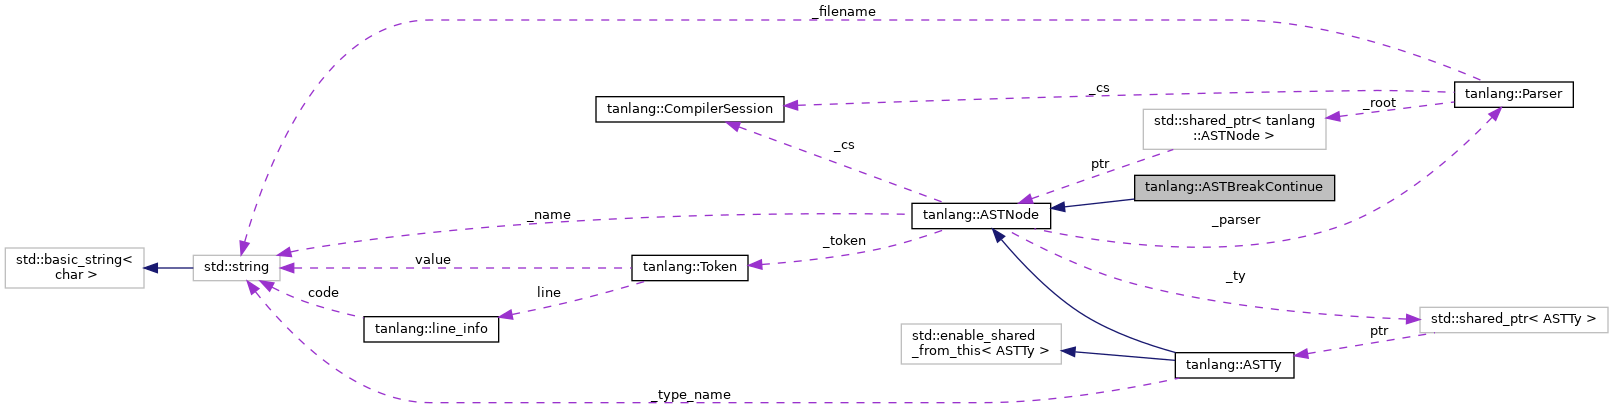 _filename
_cs
tanlang::Parser
_root
tanlang::CompilerSession
std::shared_ptr< tanlang
::ASTNode >
_cs
ptr
tanlang::ASTBreakContinue
_name
tanlang::ASTNode
_parser
_token
std::basic_string<
char >
std::string
value
tanlang::Token
_ty
code
line
tanlang::line_info
std::shared_ptr< ASTTy >
std::enable_shared
_from_this< ASTTy >
ptr
tanlang::ASTTy
_type_name